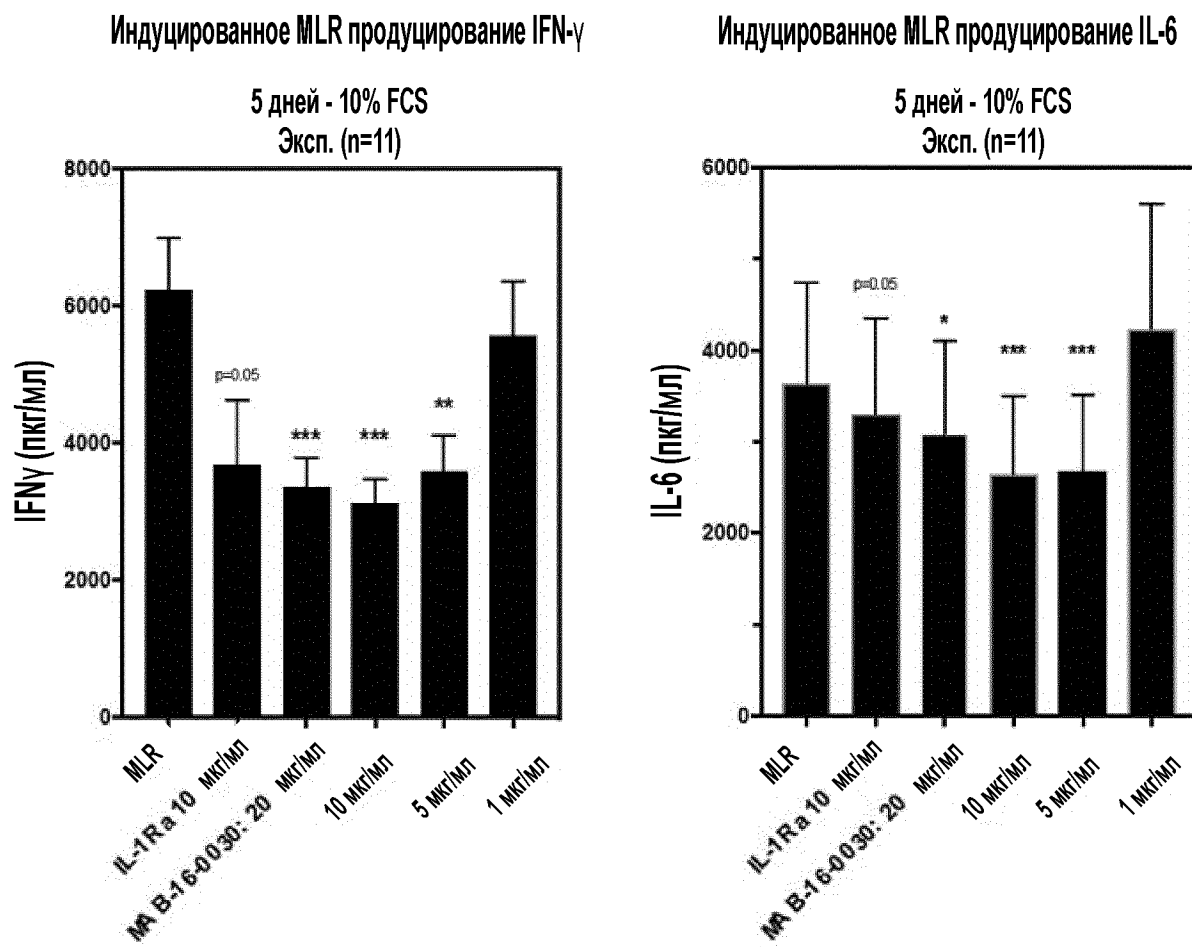 Индуцированное MLR продуцирование IFN-γ
5 дней - 10% FCS
Эксп. (n=11)
8000
6000
4000
2000
0
IFNγ (пкг/мл)
p=0.05
***
***
**
MLR
IL-1Ra 10 мкг/мл
MAB-16-0030: 20 мкг/мл
10 мкг/мл
5 мкг/мл
1 мкг/мл
Индуцированное MLR продуцирование IL-6
5 дней - 10% FCS
Эксп. (n=11)
6000
4000
2000
0
IL-6 (пкг/мл)
p=0.05
*
***
***
MLR
IL-1Ra 10 мкг/мл
MAB-16-0030: 20 мкг/мл
10 мкг/мл
5 мкг/мл
1 мкг/мл